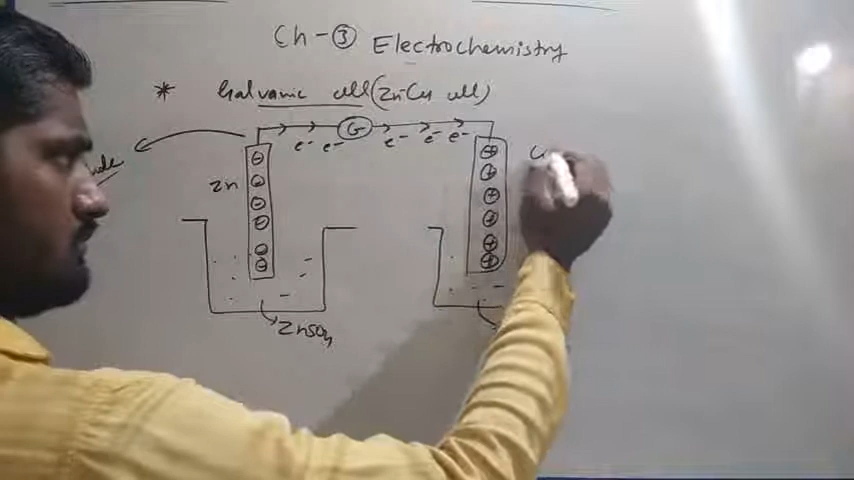 Ch-③ Electrochemistry
* Galvanic cell (Zn-Cu cell)
G
e- e- e- e- e-
Zn
ZnSO4